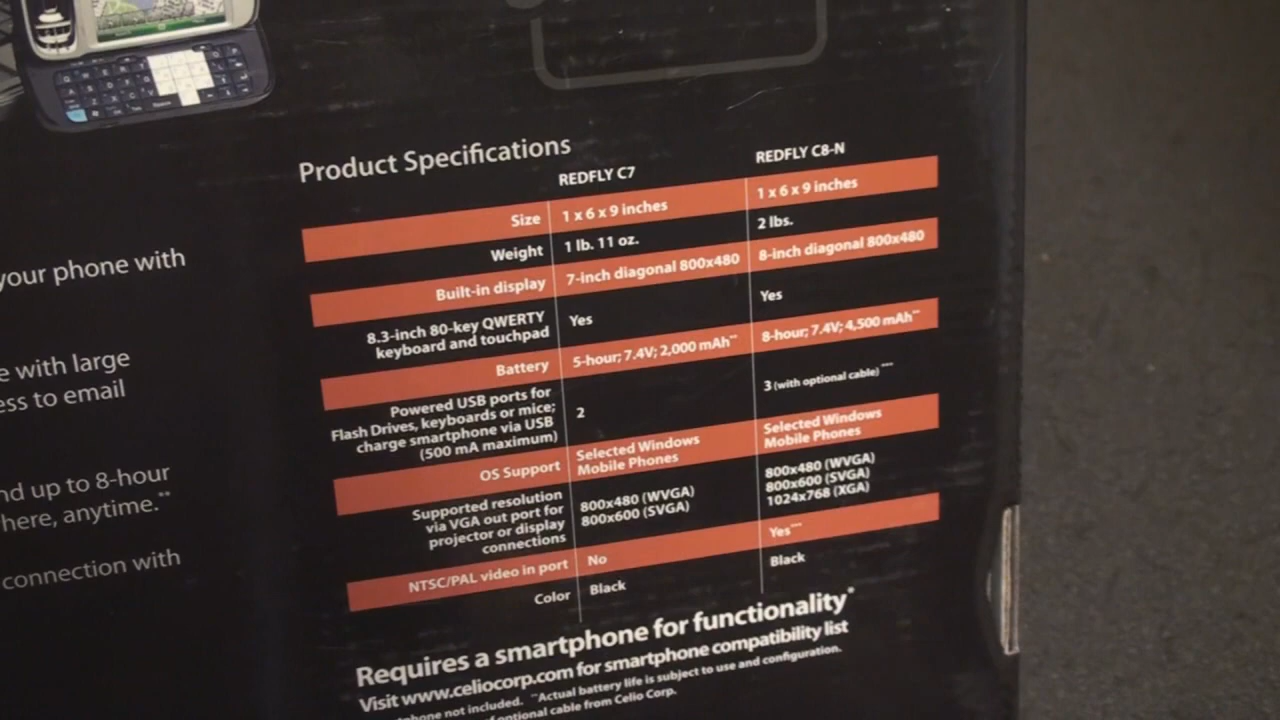 your phone with
e with large
ess to email
nd up to 8-hour
here, anytime.**
connection with
Product Specifications
REDFLY C7 REDFLY C8-N
Size 1 x 6 x 9 inches 1 x 6 x 9 inches
Weight 1 lb. 11 oz. 2 lbs.
Built-in display 7-inch diagonal 800x480 8-inch diagonal 800x480
8.3-inch 80-key QWERTY
keyboard and touchpad Yes Yes
Battery 5-hour; 7.4V; 2,000 mAh** 8-hour; 7.4V; 4,500 mAh**
Powered USB ports for
Flash Drives, keyboards or mice;
charge smartphone via USB
(500 mA maximum) 2 3 (with optional cable) ***
OS Support Selected Windows
Mobile Phones Selected Windows
Mobile Phones
Supported resolution
via VGA out port for
projector or display
connections 800x480 (WVGA)
800x600 (SVGA) 800x480 (WVGA)
800x600 (SVGA)
1024x768 (XGA)
NTSC/PAL video in port No Yes***
Color Black Black
Requires a smartphone for functionality*
Visit www.celiocorp.com for smartphone compatibility list
phone not included. **Actual battery life is subject to use and configuration.
optional cable from Celio Corp.